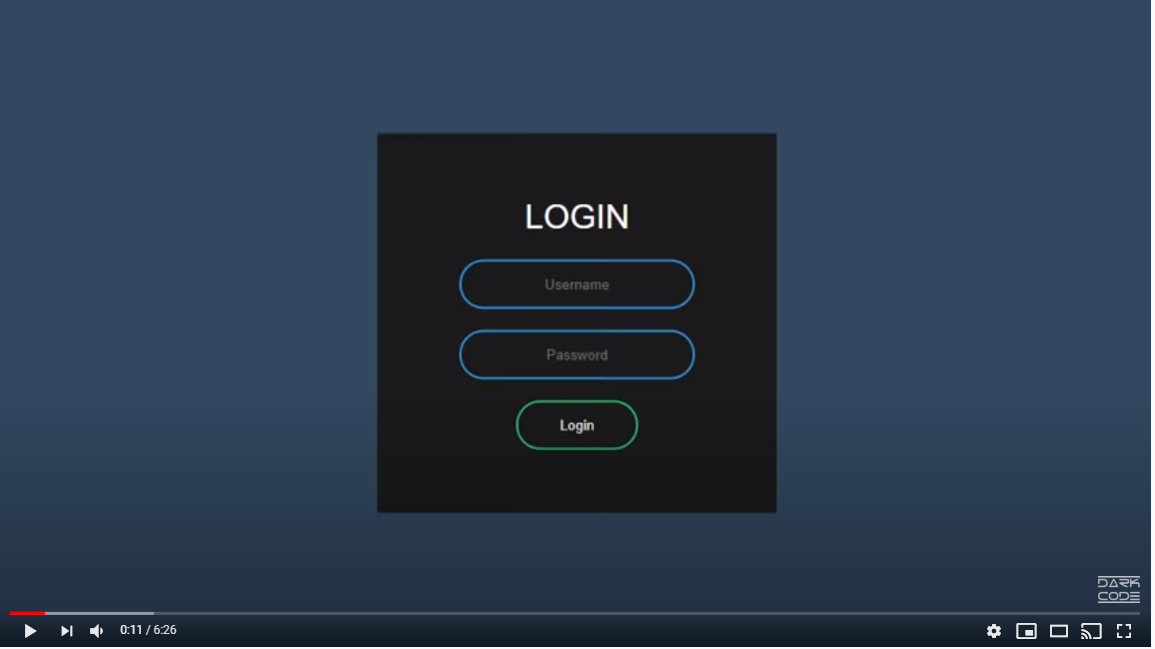 LOGIN
Username
Password
Login
DARK
CODE
0:11 / 6:26